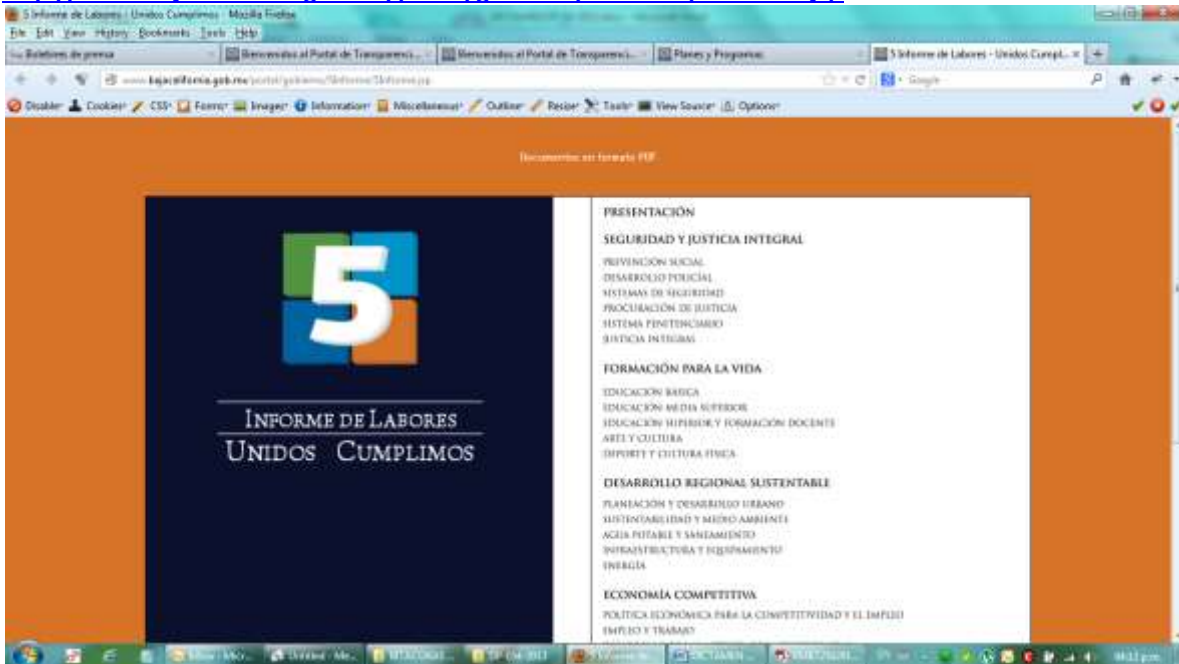 5 Informe de Labores - Unidos Cumplimos - Mozilla Firefox
File Edit View History Bookmarks Tools Help
Boletines de prensa
Bienvenidos al Portal de Transparenci...
Bienvenidos al Portal de Transparenci...
Planes y Programas
5 Informe de Labores - Unidos Cumpl...
www.bajacalifornia.gob.mx/portal/gobierno/5informe/5informe.jsp
Google
Disable Cookies CSS Forms Images Information Miscellaneous Outline Resize Tools View Source Options
Documentos en formato PDF
5
INFORME DE LABORES
UNIDOS CUMPLIMOS
PRESENTACIÓN
SEGURIDAD Y JUSTICIA INTEGRAL
PREVENCIÓN SOCIAL
DESARROLLO POLICIAL
SISTEMAS DE SEGURIDAD
PROCURACIÓN DE JUSTICIA
SISTEMA PENITENCIARIO
JUSTICIA INTEGRAL
FORMACIÓN PARA LA VIDA
EDUCACIÓN BÁSICA
EDUCACIÓN MEDIA SUPERIOR
EDUCACIÓN SUPERIOR Y FORMACIÓN DOCENTE
ARTE Y CULTURA
DEPORTE Y CULTURA FÍSICA
DESARROLLO REGIONAL SUSTENTABLE
PLANEACIÓN Y DESARROLLO URBANO
SUSTENTABILIDAD Y MEDIO AMBIENTE
AGUA POTABLE Y SANEAMIENTO
INFRAESTRUCTURA Y EQUIPAMIENTO
ENERGÍA
ECONOMÍA COMPETITIVA
POLÍTICA ECONÓMICA PARA LA COMPETITIVIDAD Y EL EMPLEO
EMPLEO Y TRABAJO